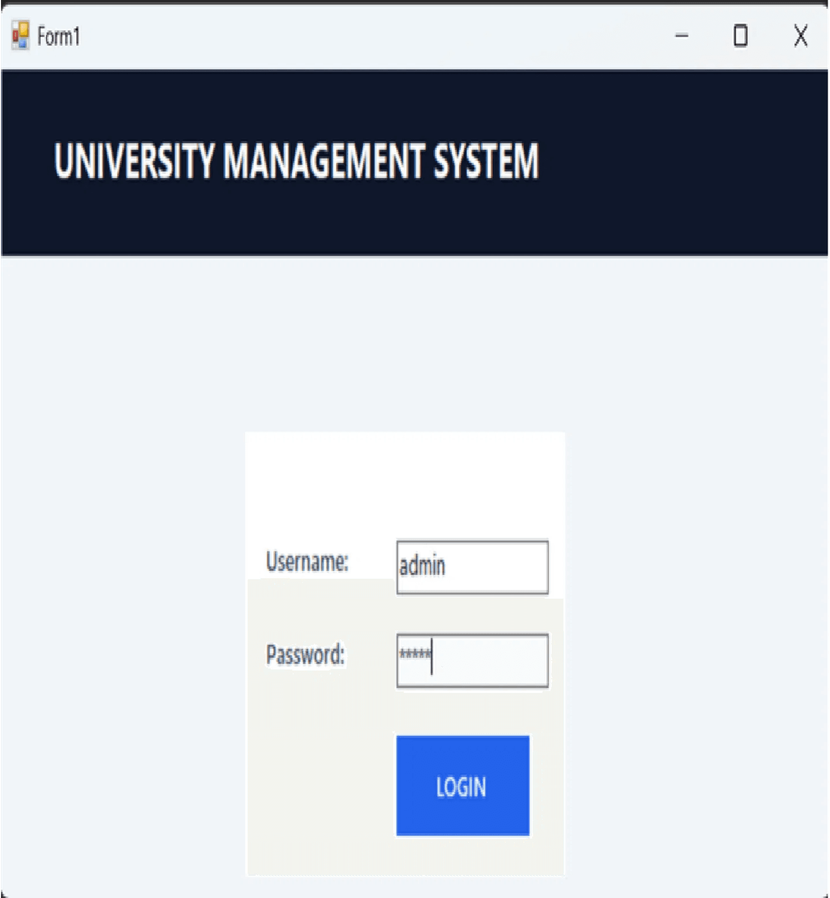 Form1
UNIVERSITY MANAGEMENT SYSTEM
Username: admin
Password: *****
LOGIN